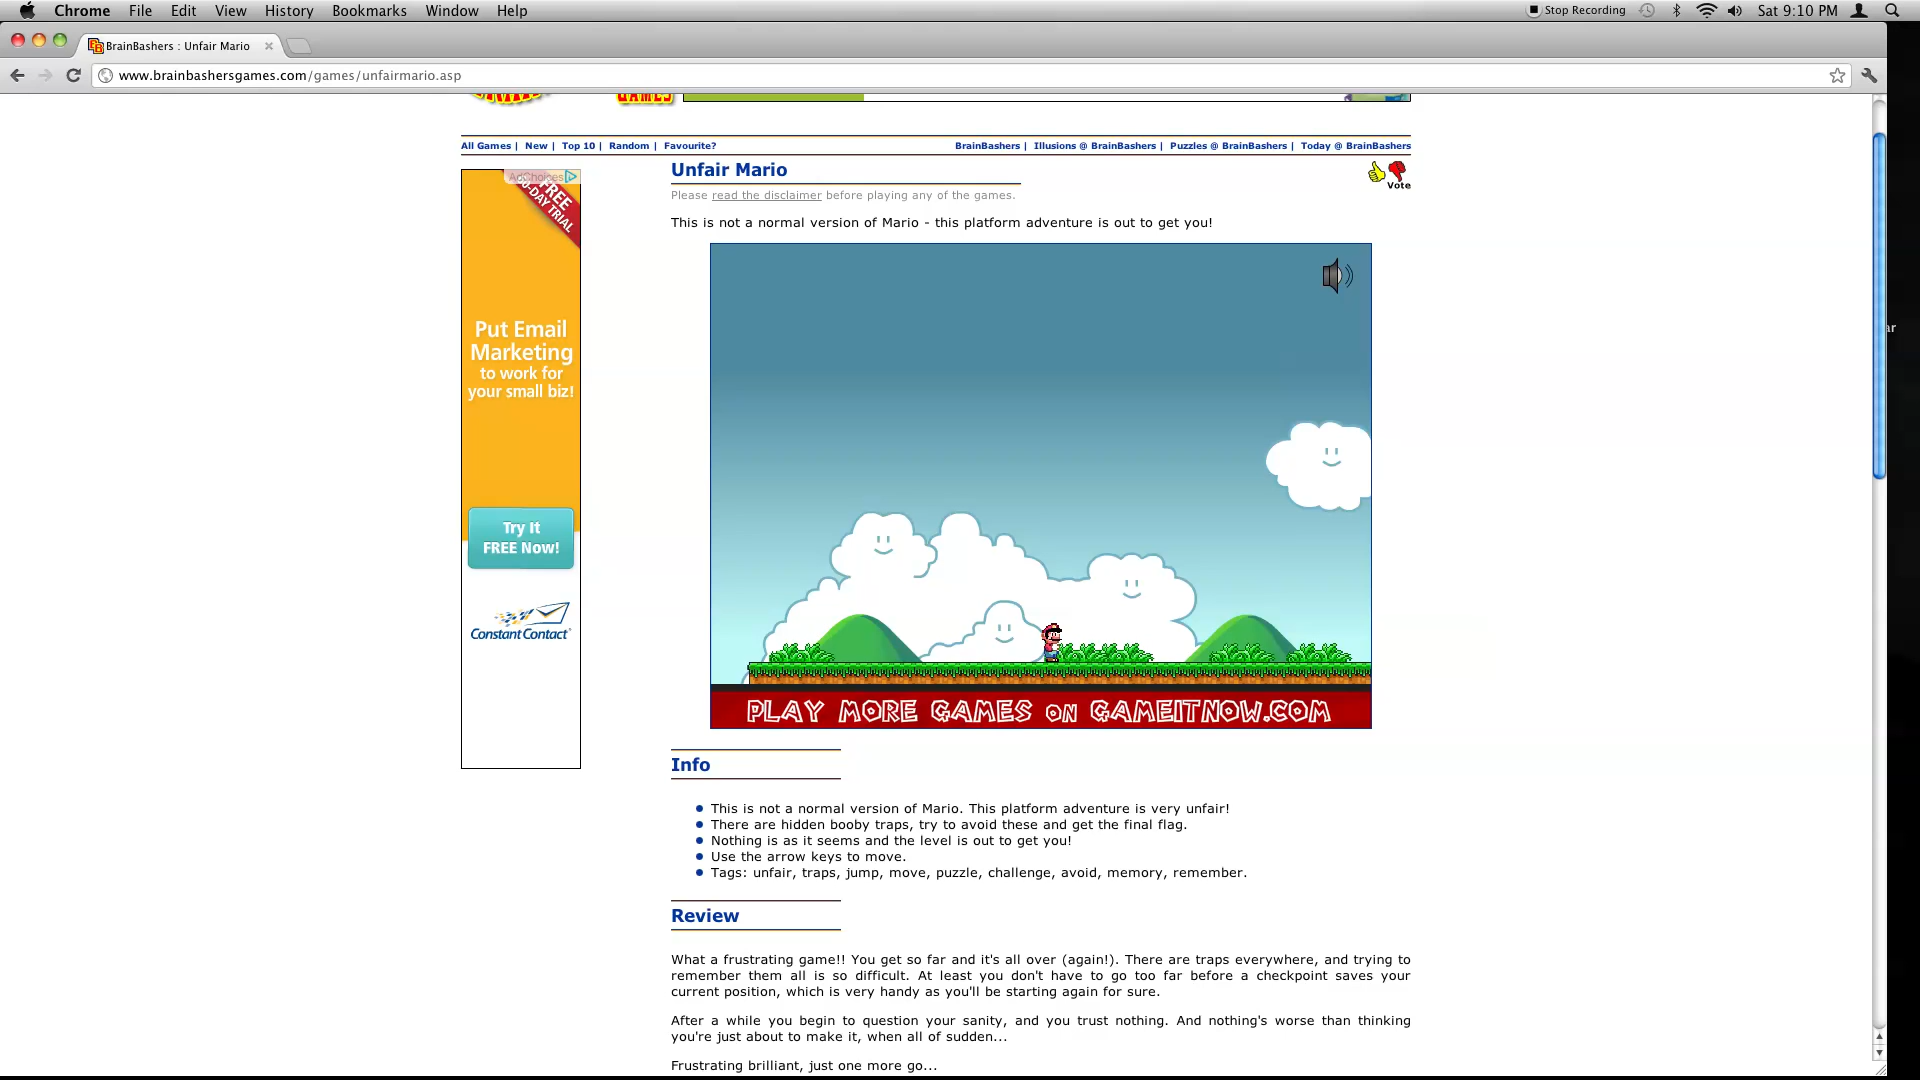 Chrome File Edit View History Bookmarks Window Help
Stop Recording Sat 9:10 PM
BrainBashers : Unfair Mario
www.brainbashersgames.com/games/unfairmario.asp
GAMES
All Games | New | Top 10 | Random | Favourite?
BrainBashers | Illusions @ BrainBashers | Puzzles @ BrainBashers | Today @ BrainBashers
AdChoices
FREE
-DAY TRIAL
Put Email
Marketing
to work for
your small biz!
Try It
FREE Now!
Constant Contact
Unfair Mario
Vote
Please read the disclaimer before playing any of the games.
This is not a normal version of Mario - this platform adventure is out to get you!
PLAY MORE GAMES ON GAMEITNOW.COM
Info
This is not a normal version of Mario. This platform adventure is very unfair!
There are hidden booby traps, try to avoid these and get the final flag.
Nothing is as it seems and the level is out to get you!
Use the arrow keys to move.
Tags: unfair, traps, jump, move, puzzle, challenge, avoid, memory, remember.
Review
What a frustrating game!! You get so far and it's all over (again!). There are traps everywhere, and trying to
remember them all is so difficult. At least you don't have to go too far before a checkpoint saves your
current position, which is very handy as you'll be starting again for sure.
After a while you begin to question your sanity, and you trust nothing. And nothing's worse than thinking
you're just about to make it, when all of sudden...
Frustrating brilliant, just one more go...